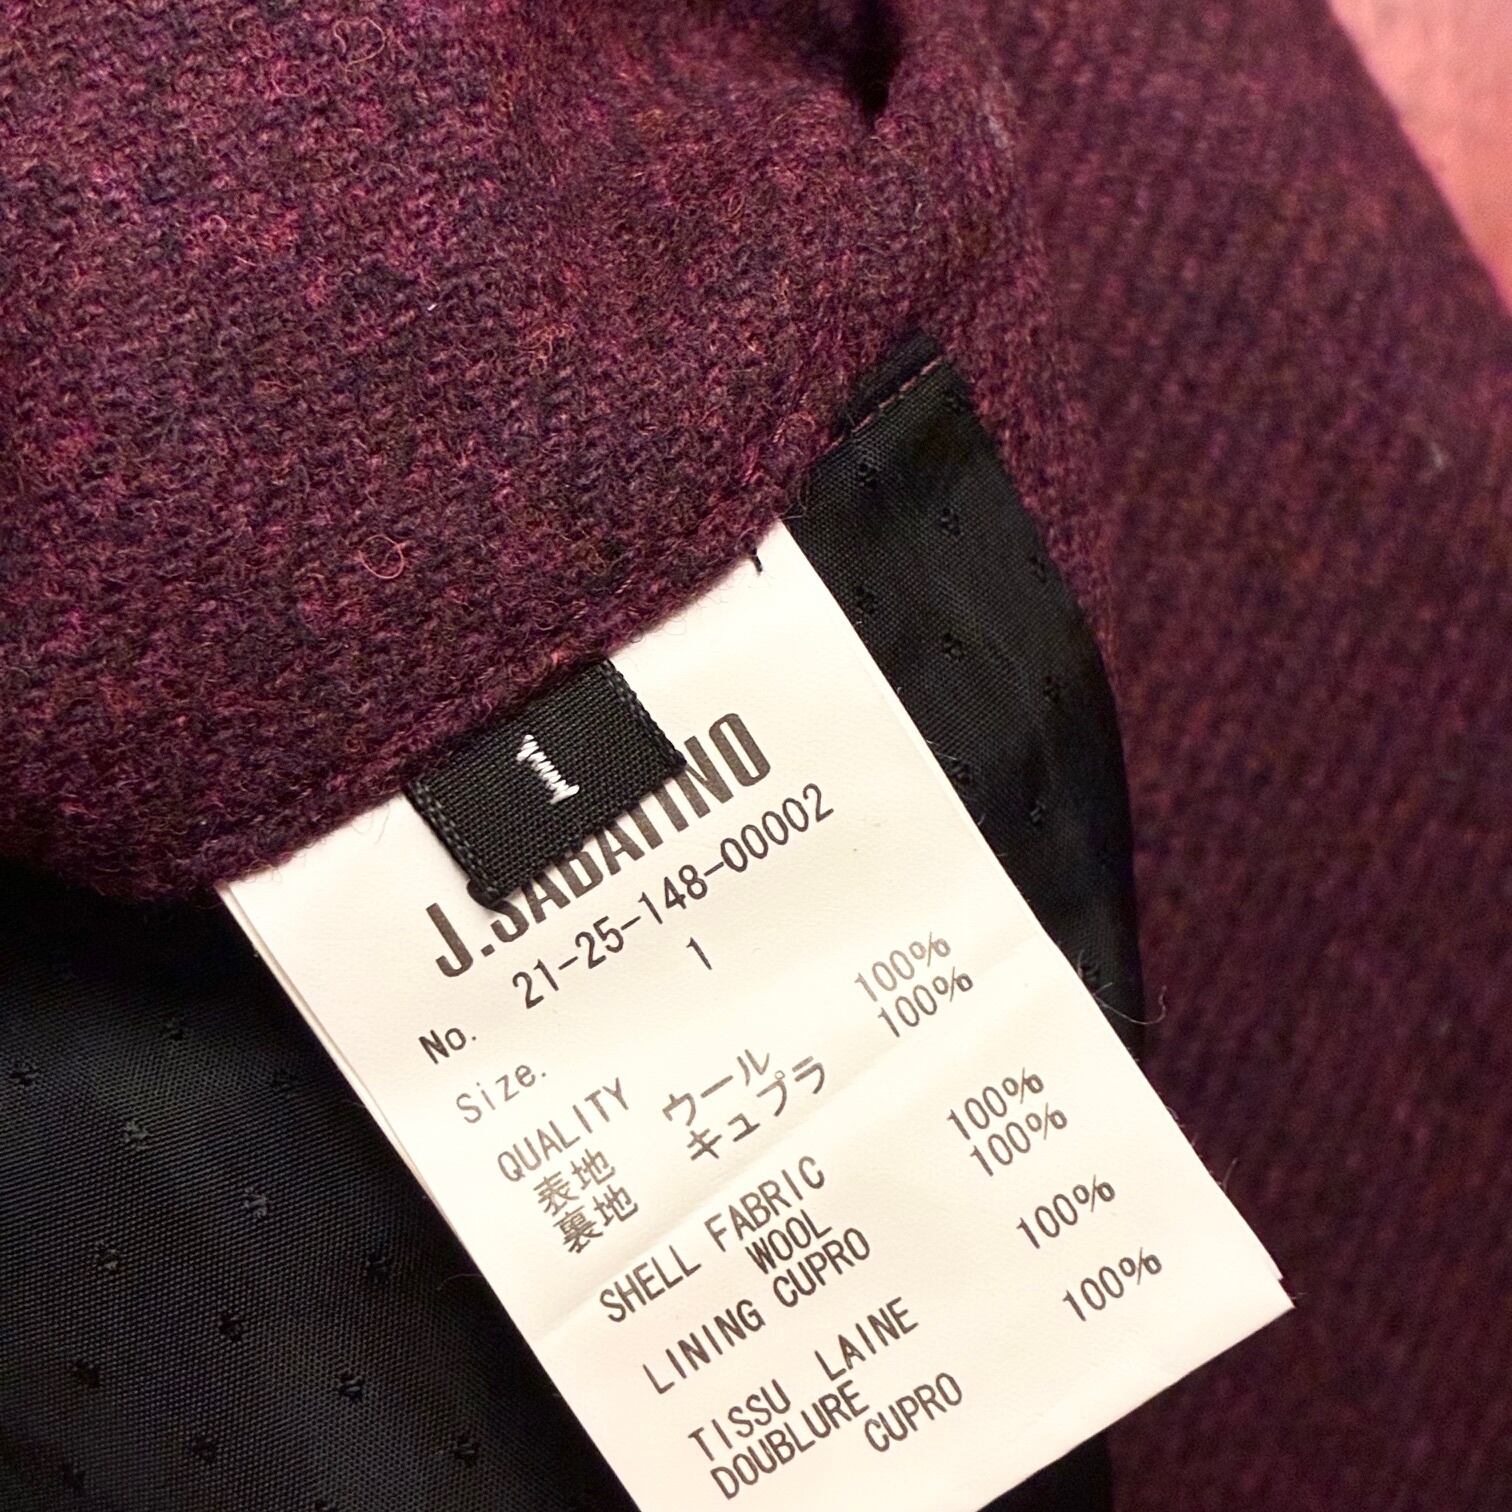 1
J.SABATINO
No. 21-25-148-00002
Size. 1
QUALITY
表地 ウール 100%
裏地 キュプラ 100%
SHELL FABRIC
WOOL 100%
LINING CUPRO 100%
TISSU LAINE 100%
DOUBLURE
CUPRO 100%